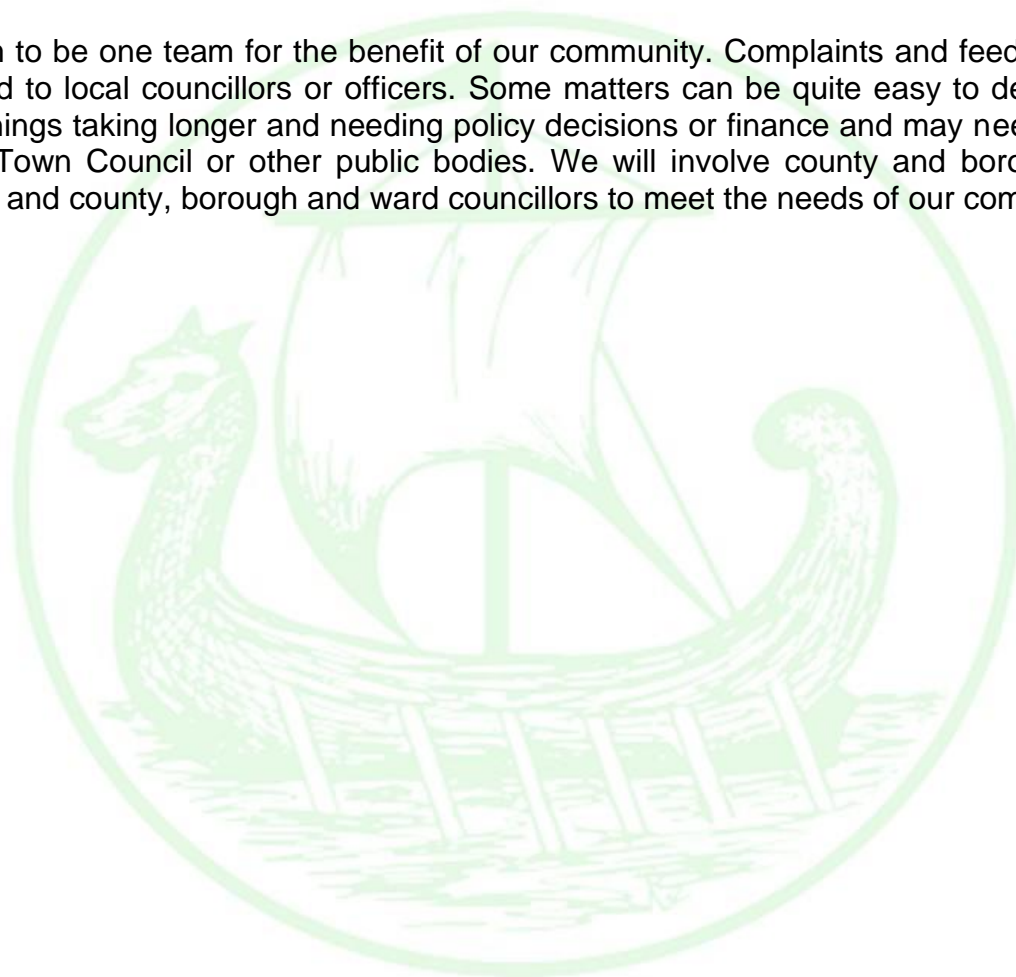 to be one team for the benefit of our community. Complaints and feed
to local councillors or officers. Some matters can be quite easy to de
taking longer and needing policy decisions or finance and may nee
Town Council or other public bodies. We will involve county and boro
and county, borough and ward councillors to meet the needs of our com